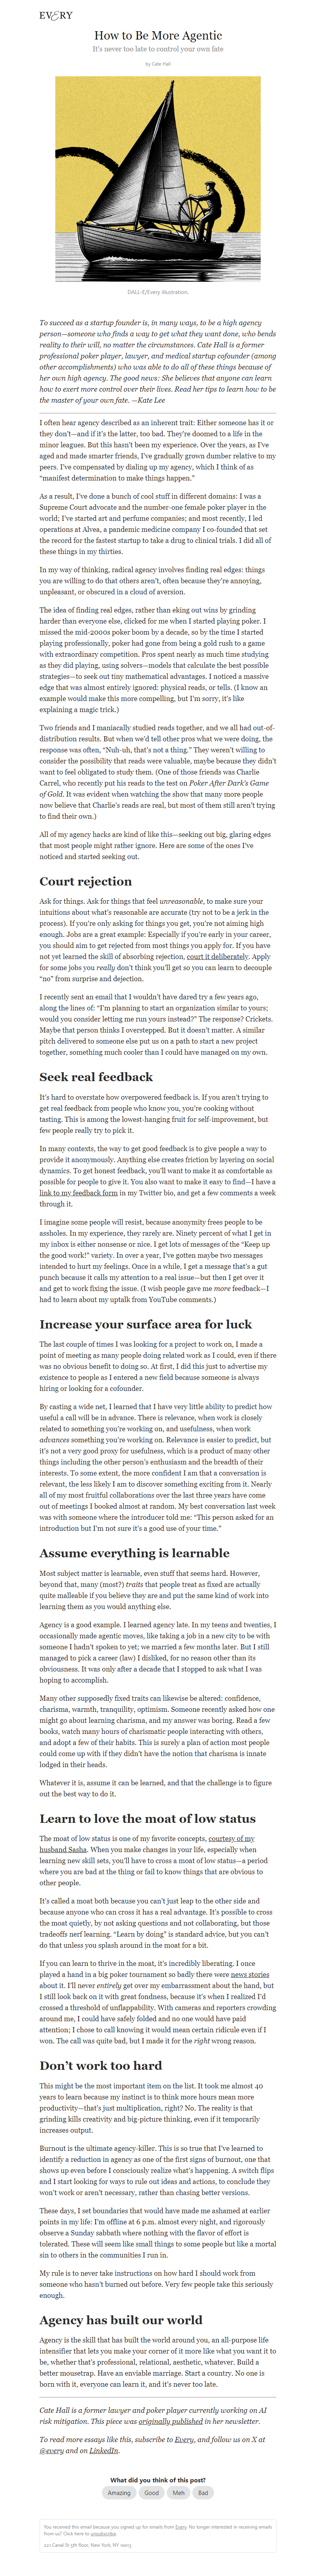 EVERY
How to Be More Agentic
It's never too late to control your own fate
by Cate Hall
DALL-E/Every illustration.
To succeed as a startup founder is, in many ways, to be a high agency
person—someone who finds a way to get what they want done, who bends
reality to their will, no matter the circumstances. Cate Hall is a former
professional poker player, lawyer, and medical startup cofounder (among
other accomplishments) who was able to do all of these things because of
her own high agency. The good news: She believes that anyone can learn
how to exert more control over their lives. Read her tips to learn how to be
the master of your own fate. —Kate Lee
I often hear agency described as an inherent trait: Either someone has it or
they don't—and if it's the latter, too bad. They're doomed to a life in the
minor leagues. But this hasn't been my experience. Over the years, as I've
aged and made smarter friends, I've gradually grown dumber relative to my
peers. I've compensated by dialing up my agency, which I think of as
"manifest determination to make things happen."
As a result, I've done a bunch of cool stuff in different domains: I was a
Supreme Court advocate and the number-one female poker player in the
world; I've started art and perfume companies; and most recently, I led
operations at Alvea, a pandemic medicine company I co-founded that set
the record for the fastest startup to take a drug to clinical trials. I did all of
these things in my thirties.
In my way of thinking, radical agency involves finding real edges: things
you are willing to do that others aren't, often because they're annoying,
unpleasant, or obscured in a cloud of aversion.
The idea of finding real edges, rather than eking out wins by grinding
harder than everyone else, clicked for me when I started playing poker. I
missed the mid-2000s poker boom by a decade, so by the time I started
playing professionally, poker had gone from being a gold rush to a game
with extraordinary competition. Pros spent nearly as much time studying
as they did playing, using solvers—models that calculate the best possible
strategies—to seek out tiny mathematical advantages. I noticed a massive
edge that was almost entirely ignored: physical reads, or tells. (I know an
example would make this more compelling, but I'm sorry, it's like
explaining a magic trick.)
Two friends and I maniacally studied reads together, and we all had out-of-
distribution results. But when we'd tell other pros what we were doing, the
response was often, "Nuh-uh, that's not a thing." They weren't willing to
consider the possibility that reads were valuable, maybe because they didn't
want to feel obligated to study them. (One of those friends was Charlie
Carrel, who recently put his reads to the test on Poker After Dark's Game
of Gold. It was evident when watching the show that many more people
now believe that Charlie's reads are real, but most of them still aren't trying
to find their own.)
All of my agency hacks are kind of like this—seeking out big, glaring edges
that most people might rather ignore. Here are some of the ones I've
noticed and started seeking out.
Court rejection
Ask for things. Ask for things that feel unreasonable, to make sure your
intuitions about what's reasonable are accurate (try not to be a jerk in the
process). If you're only asking for things you get, you're not aiming high
enough. Jobs are a great example: Especially if you're early in your career,
you should aim to get rejected from most things you apply for. If you have
not yet learned the skill of absorbing rejection, court it deliberately. Apply
for some jobs you really don't think you'll get so you can learn to decouple
"no" from surprise and dejection.
I recently sent an email that I wouldn't have dared try a few years ago,
along the lines of: "I'm planning to start an organization similar to yours;
would you consider letting me run yours instead?" The response? Crickets.
Maybe that person thinks I overstepped. But it doesn't matter. A similar
pitch delivered to someone else put us on a path to start a new project
together, something much cooler than I could have managed on my own.
Seek real feedback
It's hard to overstate how overpowered feedback is. If you aren't trying to
get real feedback from people who know you, you're cooking without
tasting. This is among the lowest-hanging fruit for self-improvement, but
few people really try to pick it.
In many contexts, the way to get good feedback is to give people a way to
provide it anonymously. Anything else creates friction by layering on social
dynamics. To get honest feedback, you'll want to make it as comfortable as
possible for people to give it. You also want to make it easy to find—I have a
link to my feedback form in my Twitter bio, and get a few comments a week
through it.
I imagine some people will resist, because anonymity frees people to be
assholes. In my experience, they rarely are. Ninety percent of what I get in
my inbox is either nonsense or nice. I get lots of messages of the "Keep up
the good work!" variety. In over a year, I've gotten maybe two messages
intended to hurt my feelings. Once in a while, I get a message that's a gut
punch because it calls my attention to a real issue—but then I get over it
and get to work fixing the issue. (I wish people gave me more feedback—I
had to learn about my uptalk from YouTube comments.)
Increase your surface area for luck
The last couple of times I was looking for a project to work on, I made a
point of meeting as many people doing related work as I could, even if there
was no obvious benefit to doing so. At first, I did this just to advertise my
existence to people as I entered a new field because someone is always
hiring or looking for a cofounder.
By casting a wide net, I learned that I have very little ability to predict how
useful a call will be in advance. There is relevance, when work is closely
related to something you're working on, and usefulness, when work
advances something you're working on. Relevance is easier to predict, but
it's not a very good proxy for usefulness, which is a product of many other
things including the other person's enthusiasm and the breadth of their
interests. To some extent, the more confident I am that a conversation is
relevant, the less likely I am to discover something exciting from it. Nearly
all of my most fruitful collaborations over the last three years have come
out of meetings I booked almost at random. My best conversation last week
was with someone where the introducer told me: "This person asked for an
introduction but I'm not sure it's a good use of your time."
Assume everything is learnable
Most subject matter is learnable, even stuff that seems hard. However,
beyond that, many (most?) traits that people treat as fixed are actually
quite malleable if you believe they are and put the same kind of work into
learning them as you would anything else.
Agency is a good example. I learned agency late. In my teens and twenties, I
occasionally made agentic moves, like taking a job in a new city to be with
someone I hadn't spoken to yet; we married a few months later. But I still
managed to pick a career (law) I disliked, for no reason other than its
obviousness. It was only after a decade that I stopped to ask what I was
hoping to accomplish.
Many other supposedly fixed traits can likewise be altered: confidence,
charisma, warmth, tranquility, optimism. Someone recently asked how one
might go about learning charisma, and my answer was boring. Read a few
books, watch many hours of charismatic people interacting with others,
and adopt a few of their habits. This is surely a plan of action most people
could come up with if they didn't have the notion that charisma is innate
lodged in their heads.
Whatever it is, assume it can be learned, and that the challenge is to figure
out the best way to do it.
Learn to love the moat of low status
The moat of low status is one of my favorite concepts, courtesy of my
husband Sasha. When you make changes in your life, especially when
learning new skill sets, you'll have to cross a moat of low status—a period
where you are bad at the thing or fail to know things that are obvious to
other people.
It's called a moat both because you can't just leap to the other side and
because anyone who can cross it has a real advantage. It's possible to cross
the moat quietly, by not asking questions and not collaborating, but those
tradeoffs nerf learning. "Learn by doing" is standard advice, but you can't
do that unless you splash around in the moat for a bit.
If you can learn to thrive in the moat, it's incredibly liberating. I once
played a hand in a big poker tournament so badly there were news stories
about it. I'll never entirely get over my embarrassment about the hand, but
I still look back on it with great fondness, because it's when I realized I'd
crossed a threshold of unflappability. With cameras and reporters crowding
around me, I could have safely folded and no one would have paid
attention; I chose to call knowing it would mean certain ridicule even if I
won. The call was quite bad, but I made it for the right wrong reason.
Don't work too hard
This might be the most important item on the list. It took me almost 40
years to learn because my instinct is to think more hours mean more
productivity—that's just multiplication, right? No. The reality is that
grinding kills creativity and big-picture thinking, even if it temporarily
increases output.
Burnout is the ultimate agency-killer. This is so true that I've learned to
identify a reduction in agency as one of the first signs of burnout, one that
shows up even before I consciously realize what's happening. A switch flips
and I start looking for ways to rule out ideas and actions, to conclude they
won't work or aren't necessary, rather than chasing better versions.
These days, I set boundaries that would have made me ashamed at earlier
points in my life: I'm offline at 6 p.m. almost every night, and rigorously
observe a Sunday sabbath where nothing with the flavor of effort is
tolerated. These will seem like small things to some people but like a mortal
sin to others in the communities I run in.
My rule is to never take instructions on how hard I should work from
someone who hasn't burned out before. Very few people take this seriously
enough.
Agency has built our world
Agency is the skill that has built the world around you, an all-purpose life
intensifier that lets you make your corner of it more like what you want it to
be, whether that's professional, relational, aesthetic, whatever. Build a
better mousetrap. Have an enviable marriage. Start a country. No one is
born with it, everyone can learn it, and it's never too late.
Cate Hall is a former lawyer and poker player currently working on AI
risk mitigation. This piece was originally published in her newsletter.
To read more essays like this, subscribe to Every, and follow us on X at
@every and on LinkedIn.
What did you think of this post?
Amazing Good Meh Bad
You received this email because you signed up for emails from Every. No longer interested in receiving emails
from us? Click here to unsubscribe.
221 Canal St 5th floor, New York, NY 10013